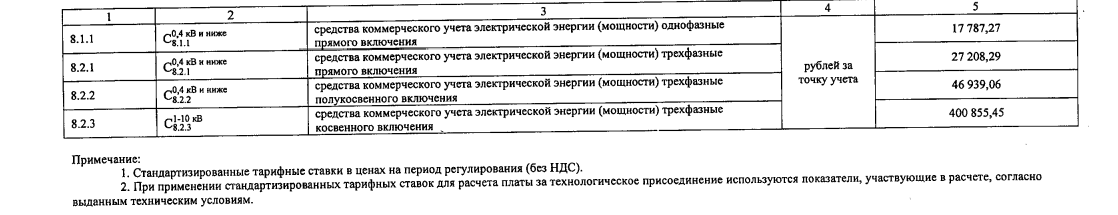 1 2 3 4 5
8.1.1 C 0,4 кВ и ниже 8.1.1 средства коммерческого учета электрической энергии (мощности) однофазные прямого включения 17 787,27
8.2.1 C 0,4 кВ и ниже 8.2.1 средства коммерческого учета электрической энергии (мощности) трехфазные прямого включения рублей за точку учета 27 208,29
8.2.2 C 0,4 кВ и ниже 8.2.2 средства коммерческого учета электрической энергии (мощности) трехфазные полукосвенного включения 46 939,06
8.2.3 C 1-10 кВ 8.2.3 средства коммерческого учета электрической энергии (мощности) трехфазные косвенного включения 400 855,45
Примечание:
1. Стандартизированные тарифные ставки в ценах на период регулирования (без НДС).
2. При применении стандартизированных тарифных ставок для расчета платы за технологическое присоединение используются показатели, участвующие в расчете, согласно
выданным техническим условиям.